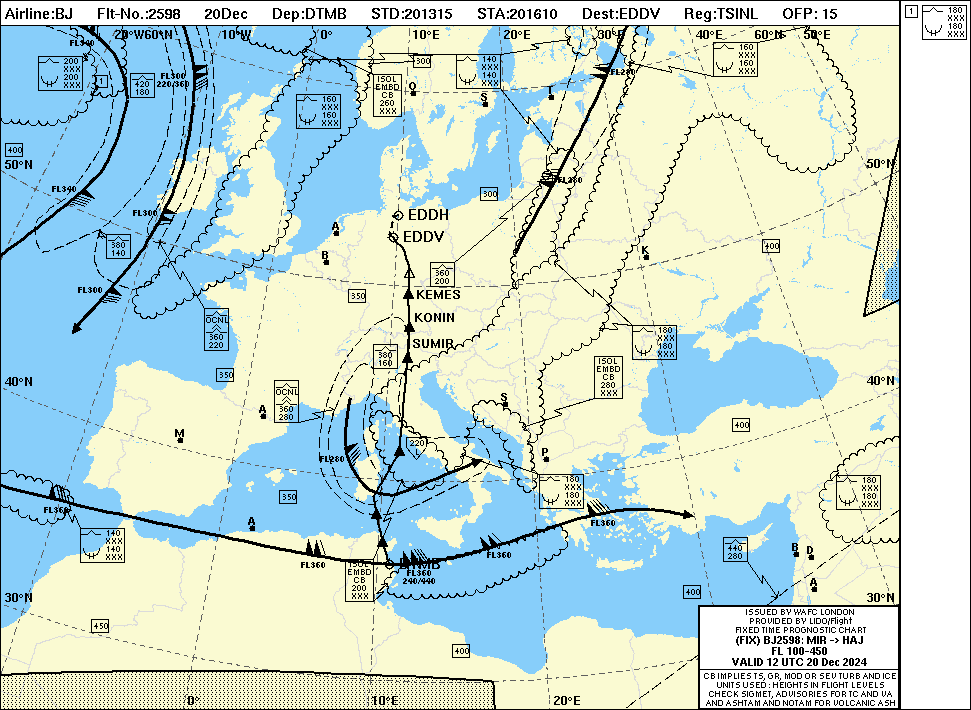 Airline:BJ Flt-No.:2598 20Dec Dep:DTMB STD:201315 STA:201610 Dest:EDDV Reg:TSINL OFP: 15
1
180
XXX
180
XXX
20°W60°N
10°W
0°
10°E
20°E
30°E
40°E
60°N
50°E
FL340
200
XXX
200
XXX
1
420
180
FL300
220/360
300
ISOL
EMBD
CB
260
XXX
O
140
XXX
140
XXX
S
T
FL280
160
XXX
160
XXX
160
XXX
160
XXX
400
50°N
50°N
FL340
FL300
300
FL280
EDDH
EDDV
A
B
380
140
K
400
360
200
FL300
350
KEMES
KONIN
SUMIR
OCNL
360
220
180
XXX
180
XXX
380
160
ISOL
EMBD
CB
280
XXX
350
40°N
40°N
OCNL
360
280
A
S
400
M
220
L
FL280
P
180
XXX
180
XXX
180
XXX
180
XXX
350
FL360
FL360
A
140
XXX
140
XXX
FL360
FL360
440
280
B
D
DTMB
FL360
240/440
ISOL
EMBD
CB
200
XXX
A
400
30°N
30°N
450
400
ISSUED BY WAFC LONDON
PROVIDED BY LIDO/Flight
FIXED TIME PROGNOSTIC CHART
(FIX) BJ2598: MIR -> HAJ
FL 100-450
VALID 12 UTC 20 Dec 2024
CB IMPLIES TS, GR, MOD OR SEV TURB AND ICE
UNITS USED : HEIGHTS IN FLIGHT LEVELS
CHECK SIGMET, ADVISORIES FOR TC AND VA
AND ASHTAM AND NOTAM FOR VOLCANIC ASH
0°
10°E
20°E